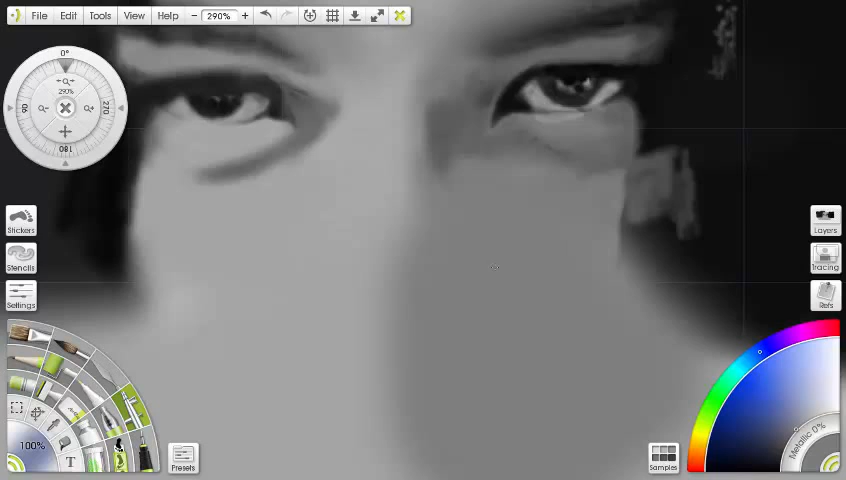 File Edit Tools View Help − 290% +
0°
290%
90
270
180
Stickers
Stencils
Settings
Layers
Tracing
Refs
100%
T
Presets
Samples
Metallic 0%